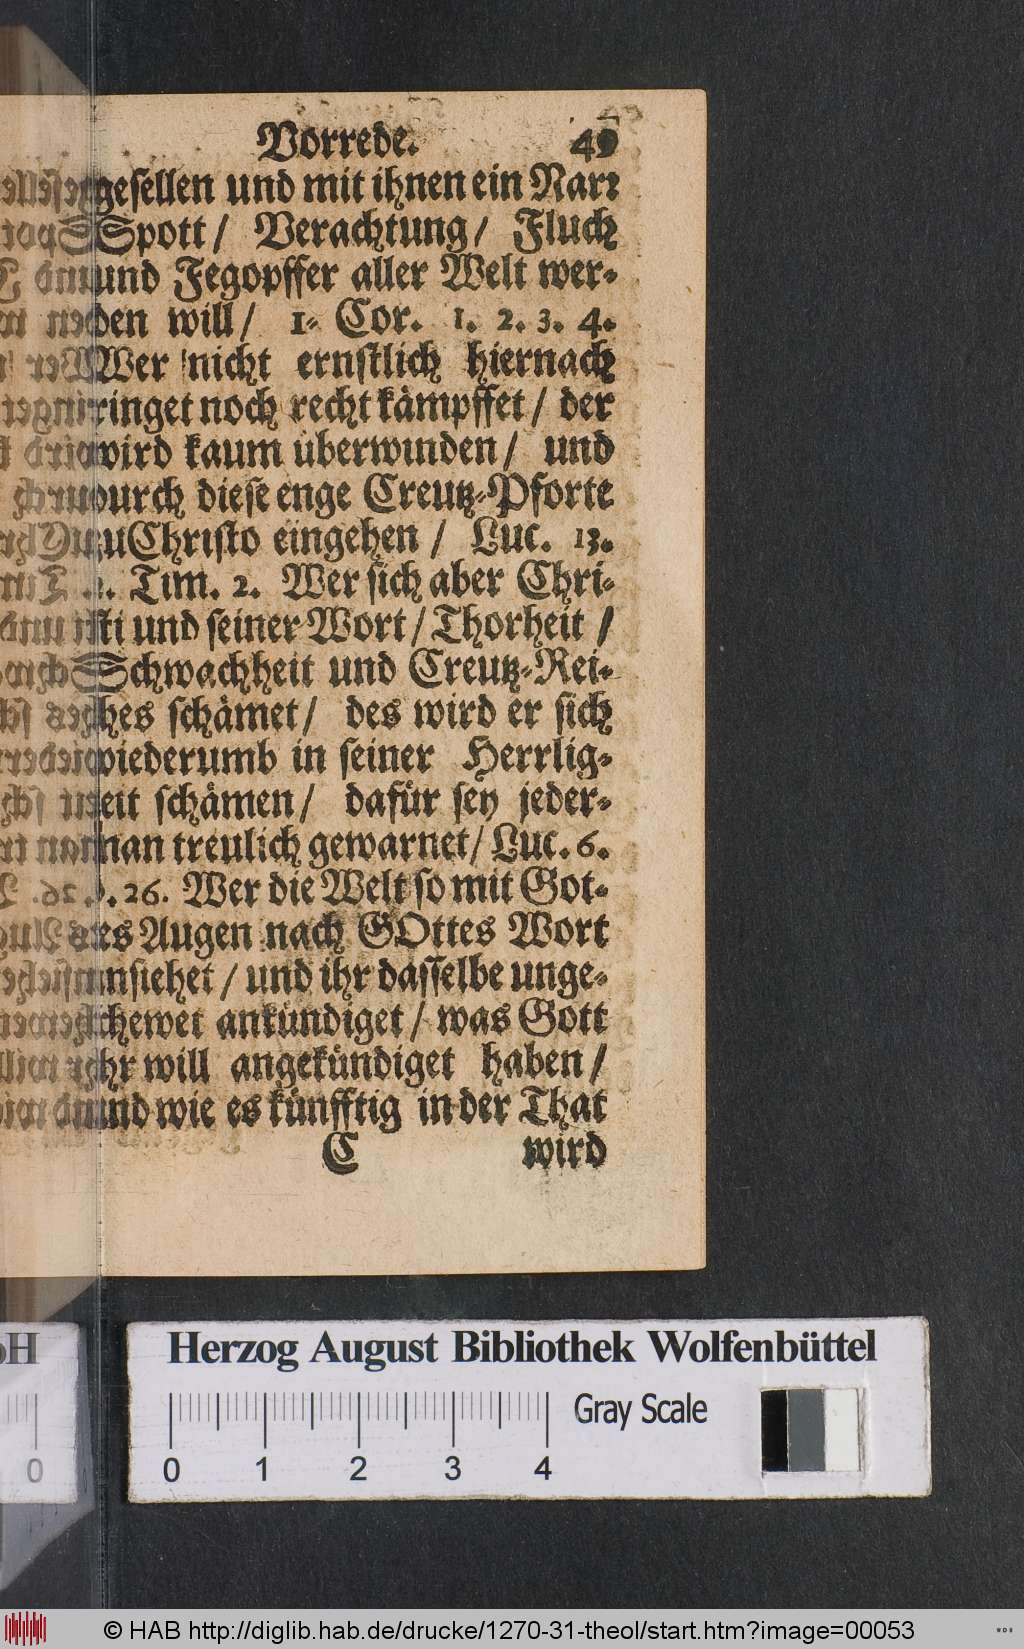 Vorrede. 49
gesellen und mit ihnen ein Narr
Spott / Verachtung / Fluch
und Fegopffer aller Welt wer-
den will / 1. Cor. 1. 2. 3. 4.
Wer nicht ernstlich hiernach
ringet noch recht kämpffet / der
wird kaum überwinden / und
durch diese enge Creutz-Pforte
zu Christo eingehen / Luc. 13.
2. Tim. 2. Wer sich aber Chri-
sti und seiner Wort / Thorheit /
Schwachheit und Creutz-Rei-
ches schämet / des wird er sich
wiederumb in seiner Herrlig-
keit schämen / dafür sey jeder-
man treulich gewarnet / Luc. 6.
9. 26. Wer die Welt so mit Got-
tes Augen nach GOttes Wort
ansiehet / und ihr dasselbe unge-
schewet ankündiget / was Gott
ihr will angekündiget haben /
und wie es künfftig in der That
C wird
Herzog August Bibliothek Wolfenbüttel
Gray Scale
0 1 2 3 4
© HAB http://diglib.hab.de/drucke/1270-31-theol/start.htm?image=00053